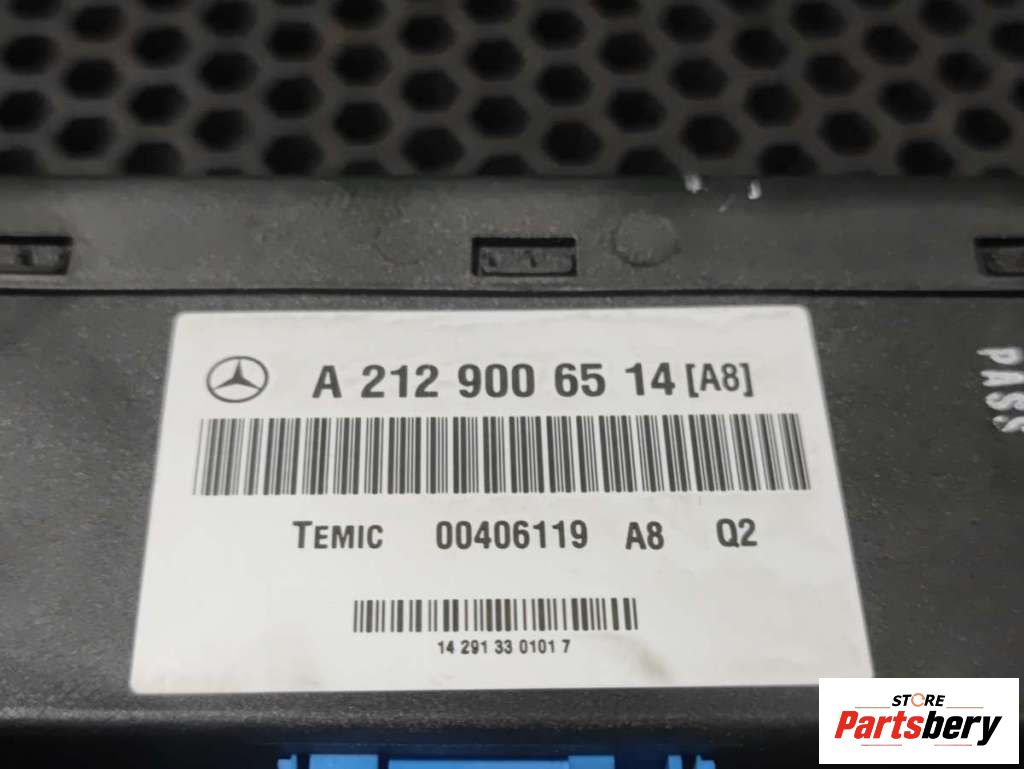 A 212 900 65 14 [A8]
TEMIC 00406119 A8 Q2
14 291 33 0101 7
PASS
STORE
Partsbery